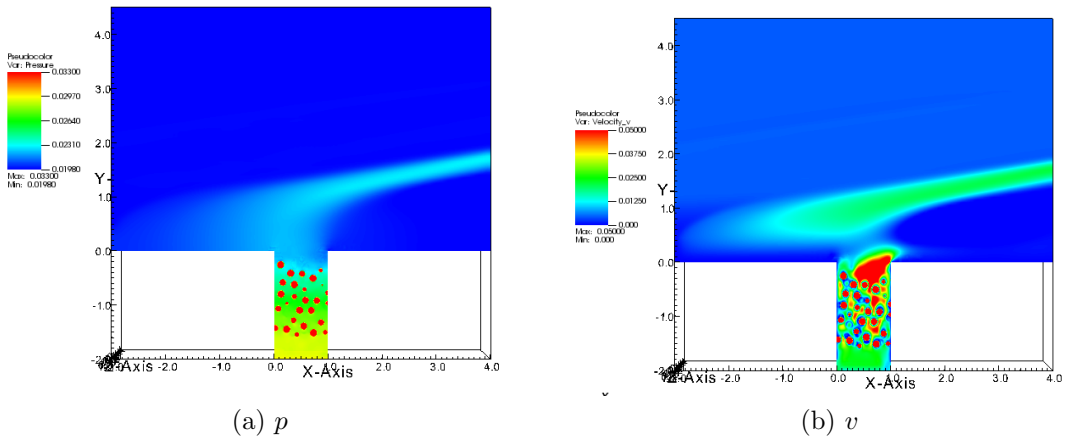 Pseudocolor
Var: Pressure
0.03300
0.02970
0.02640
0.02310
0.01980
Max: 0.03300
Min: 0.01980
4.0
3.0
2.0
Y-
1.0
0.0
-1.0
-2.0 -1.0 0.0 1.0 2.0 3.0 4.0
-Axis
X-Axis
(a) p
Pseudocolor
Var: Velocity_v
0.05000
0.03750
0.02500
0.01250
0.000
Max: 0.05000
Min: 0.000
4.0
3.0
2.0
Y-
1.0
0.0
-1.0
-2.0 -1.0 0.0 1.0 2.0 3.0 4.0
-Axis
X-Axis
(b) v